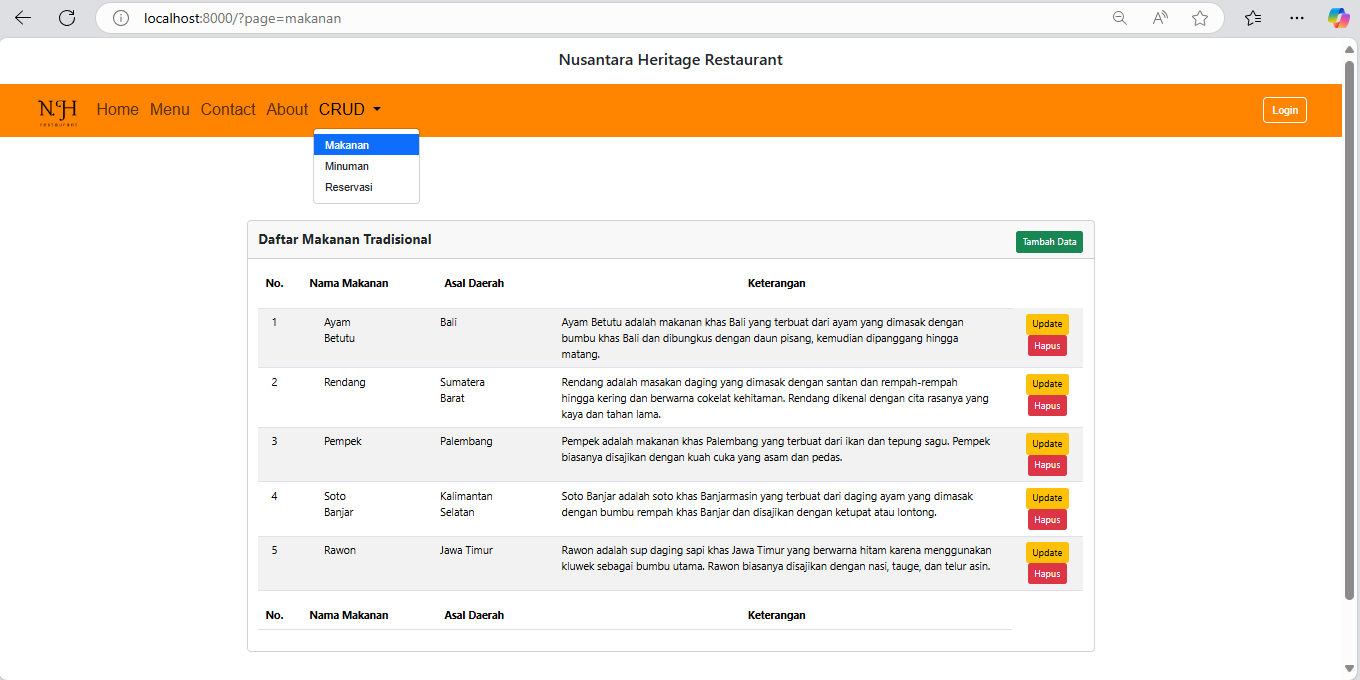 localhost:8000/?page=makanan
Nusantara Heritage Restaurant
NH Home Menu Contact About CRUD Login
restaurant
Makanan
Minuman
Reservasi
Daftar Makanan Tradisional Tambah Data
No. Nama Makanan Asal Daerah Keterangan
1 Ayam Bali Ayam Betutu adalah makanan khas Bali yang terbuat dari ayam yang dimasak dengan Update
Betutu bumbu khas Bali dan dibungkus dengan daun pisang, kemudian dipanggang hingga Hapus
matang.
2 Rendang Sumatera Rendang adalah masakan daging yang dimasak dengan santan dan rempah-rempah Update
Barat hingga kering dan berwarna cokelat kehitaman. Rendang dikenal dengan cita rasanya yang Hapus
kaya dan tahan lama.
3 Pempek Palembang Pempek adalah makanan khas Palembang yang terbuat dari ikan dan tepung sagu. Pempek Update
biasanya disajikan dengan kuah cuka yang asam dan pedas. Hapus
4 Soto Kalimantan Soto Banjar adalah soto khas Banjarmasin yang terbuat dari daging ayam yang dimasak Update
Banjar Selatan dengan bumbu rempah khas Banjar dan disajikan dengan ketupat atau lontong. Hapus
5 Rawon Jawa Timur Rawon adalah sup daging sapi khas Jawa Timur yang berwarna hitam karena menggunakan Update
kluwek sebagai bumbu utama. Rawon biasanya disajikan dengan nasi, tauge, dan telur asin. Hapus
No. Nama Makanan Asal Daerah Keterangan